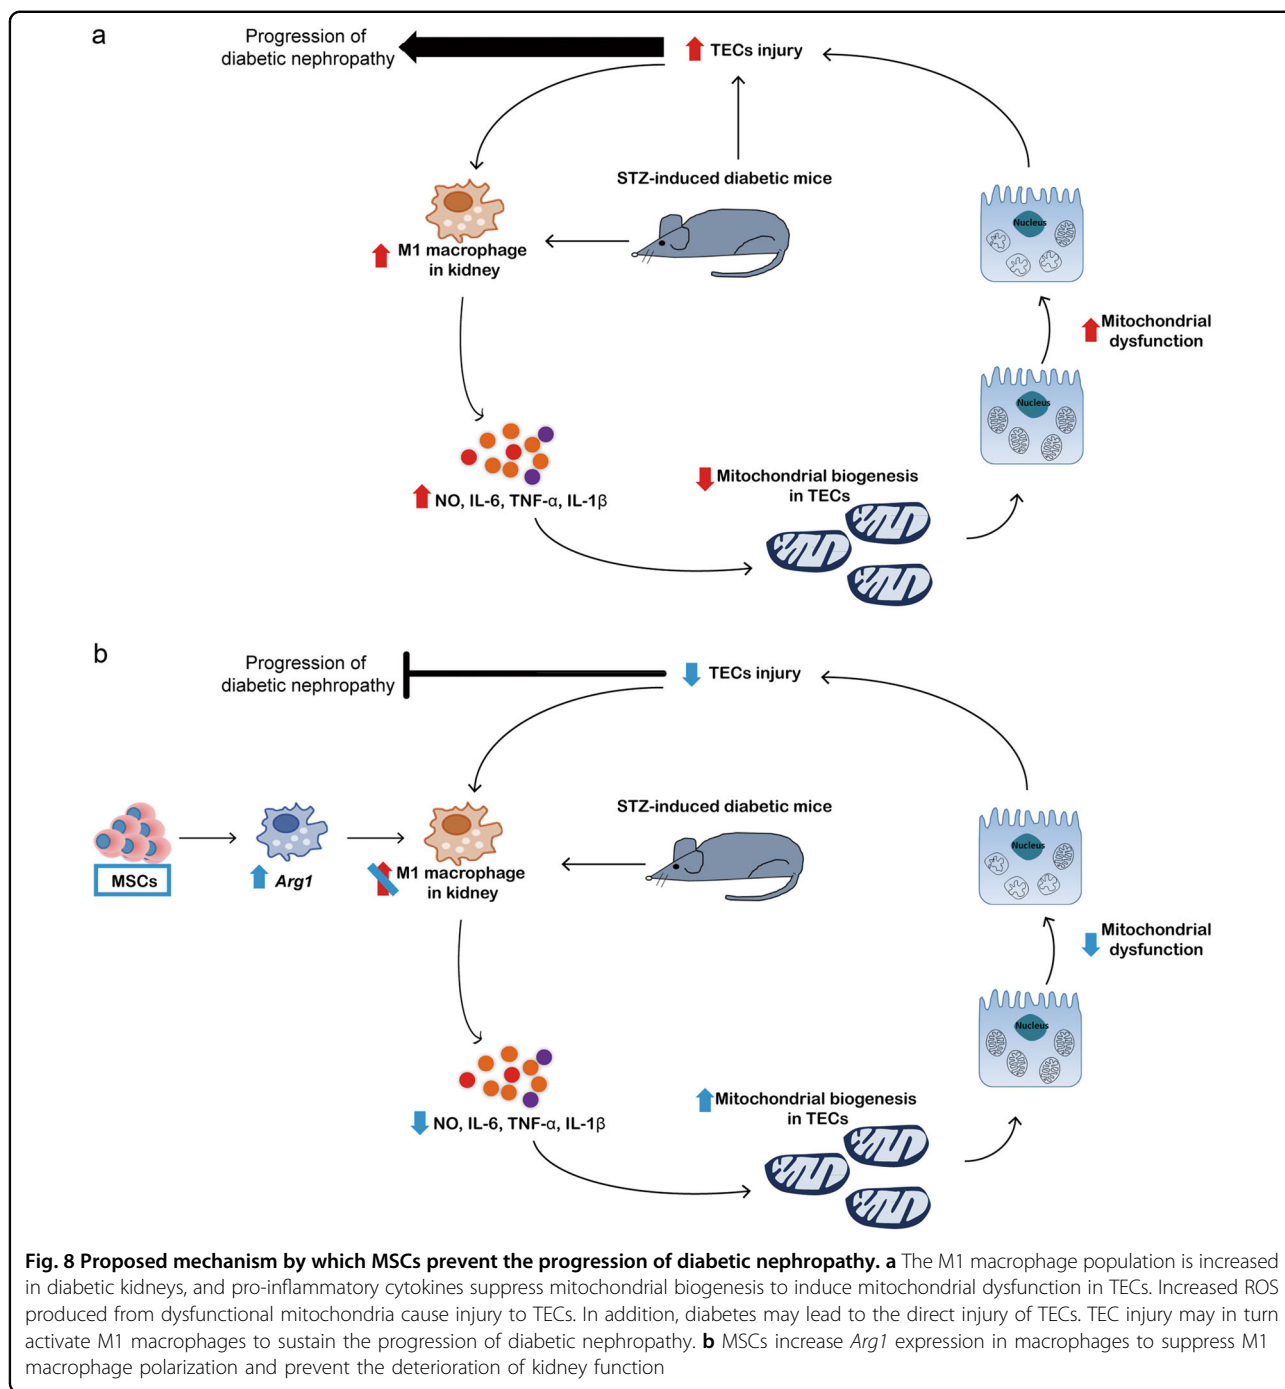 a
Progression of
diabetic nephropathy
TECs injury
STZ-induced diabetic mice
M1 macrophage
in kidney
Nucleus
Mitochondrial
dysfunction
Nucleus
NO, IL-6, TNF-α, IL-1β
Mitochondrial biogenesis
in TECs
b
Progression of
diabetic nephropathy
TECs injury
STZ-induced diabetic mice
MSCs
Arg1
M1 macrophage
in kidney
Nucleus
Mitochondrial
dysfunction
Nucleus
NO, IL-6, TNF-α, IL-1β
Mitochondrial biogenesis
in TECs
Fig. 8 Proposed mechanism by which MSCs prevent the progression of diabetic nephropathy. a The M1 macrophage population is increased
in diabetic kidneys, and pro-inflammatory cytokines suppress mitochondrial biogenesis to induce mitochondrial dysfunction in TECs. Increased ROS
produced from dysfunctional mitochondria cause injury to TECs. In addition, diabetes may lead to the direct injury of TECs. TEC injury may in turn
activate M1 macrophages to sustain the progression of diabetic nephropathy. b MSCs increase Arg1 expression in macrophages to suppress M1
macrophage polarization and prevent the deterioration of kidney function